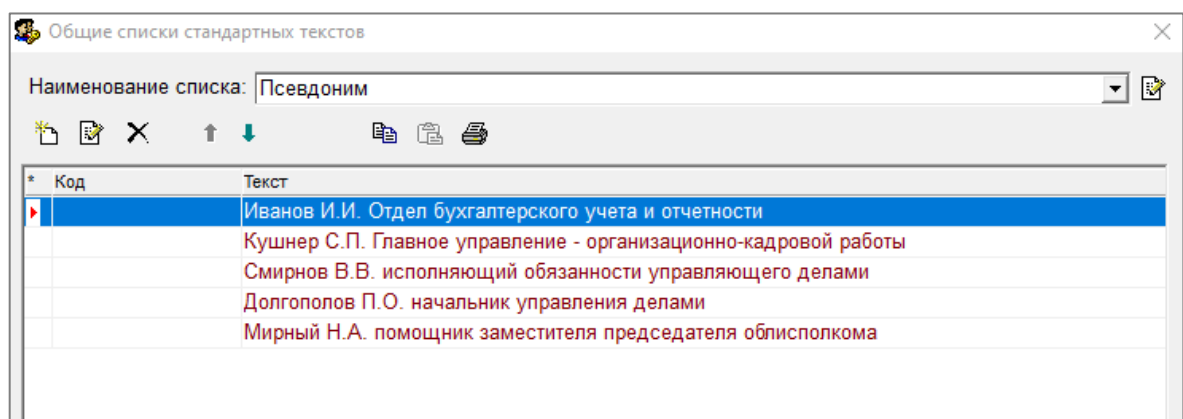 Общие списки стандартных текстов
Наименование списка: Псевдоним
* Код Текст
Иванов И.И. Отдел бухгалтерского учета и отчетности
Кушнер С.П. Главное управление - организационно-кадровой работы
Смирнов В.В. исполняющий обязанности управляющего делами
Долгополов П.О. начальник управления делами
Мирный Н.А. помощник заместителя председателя облисполкома